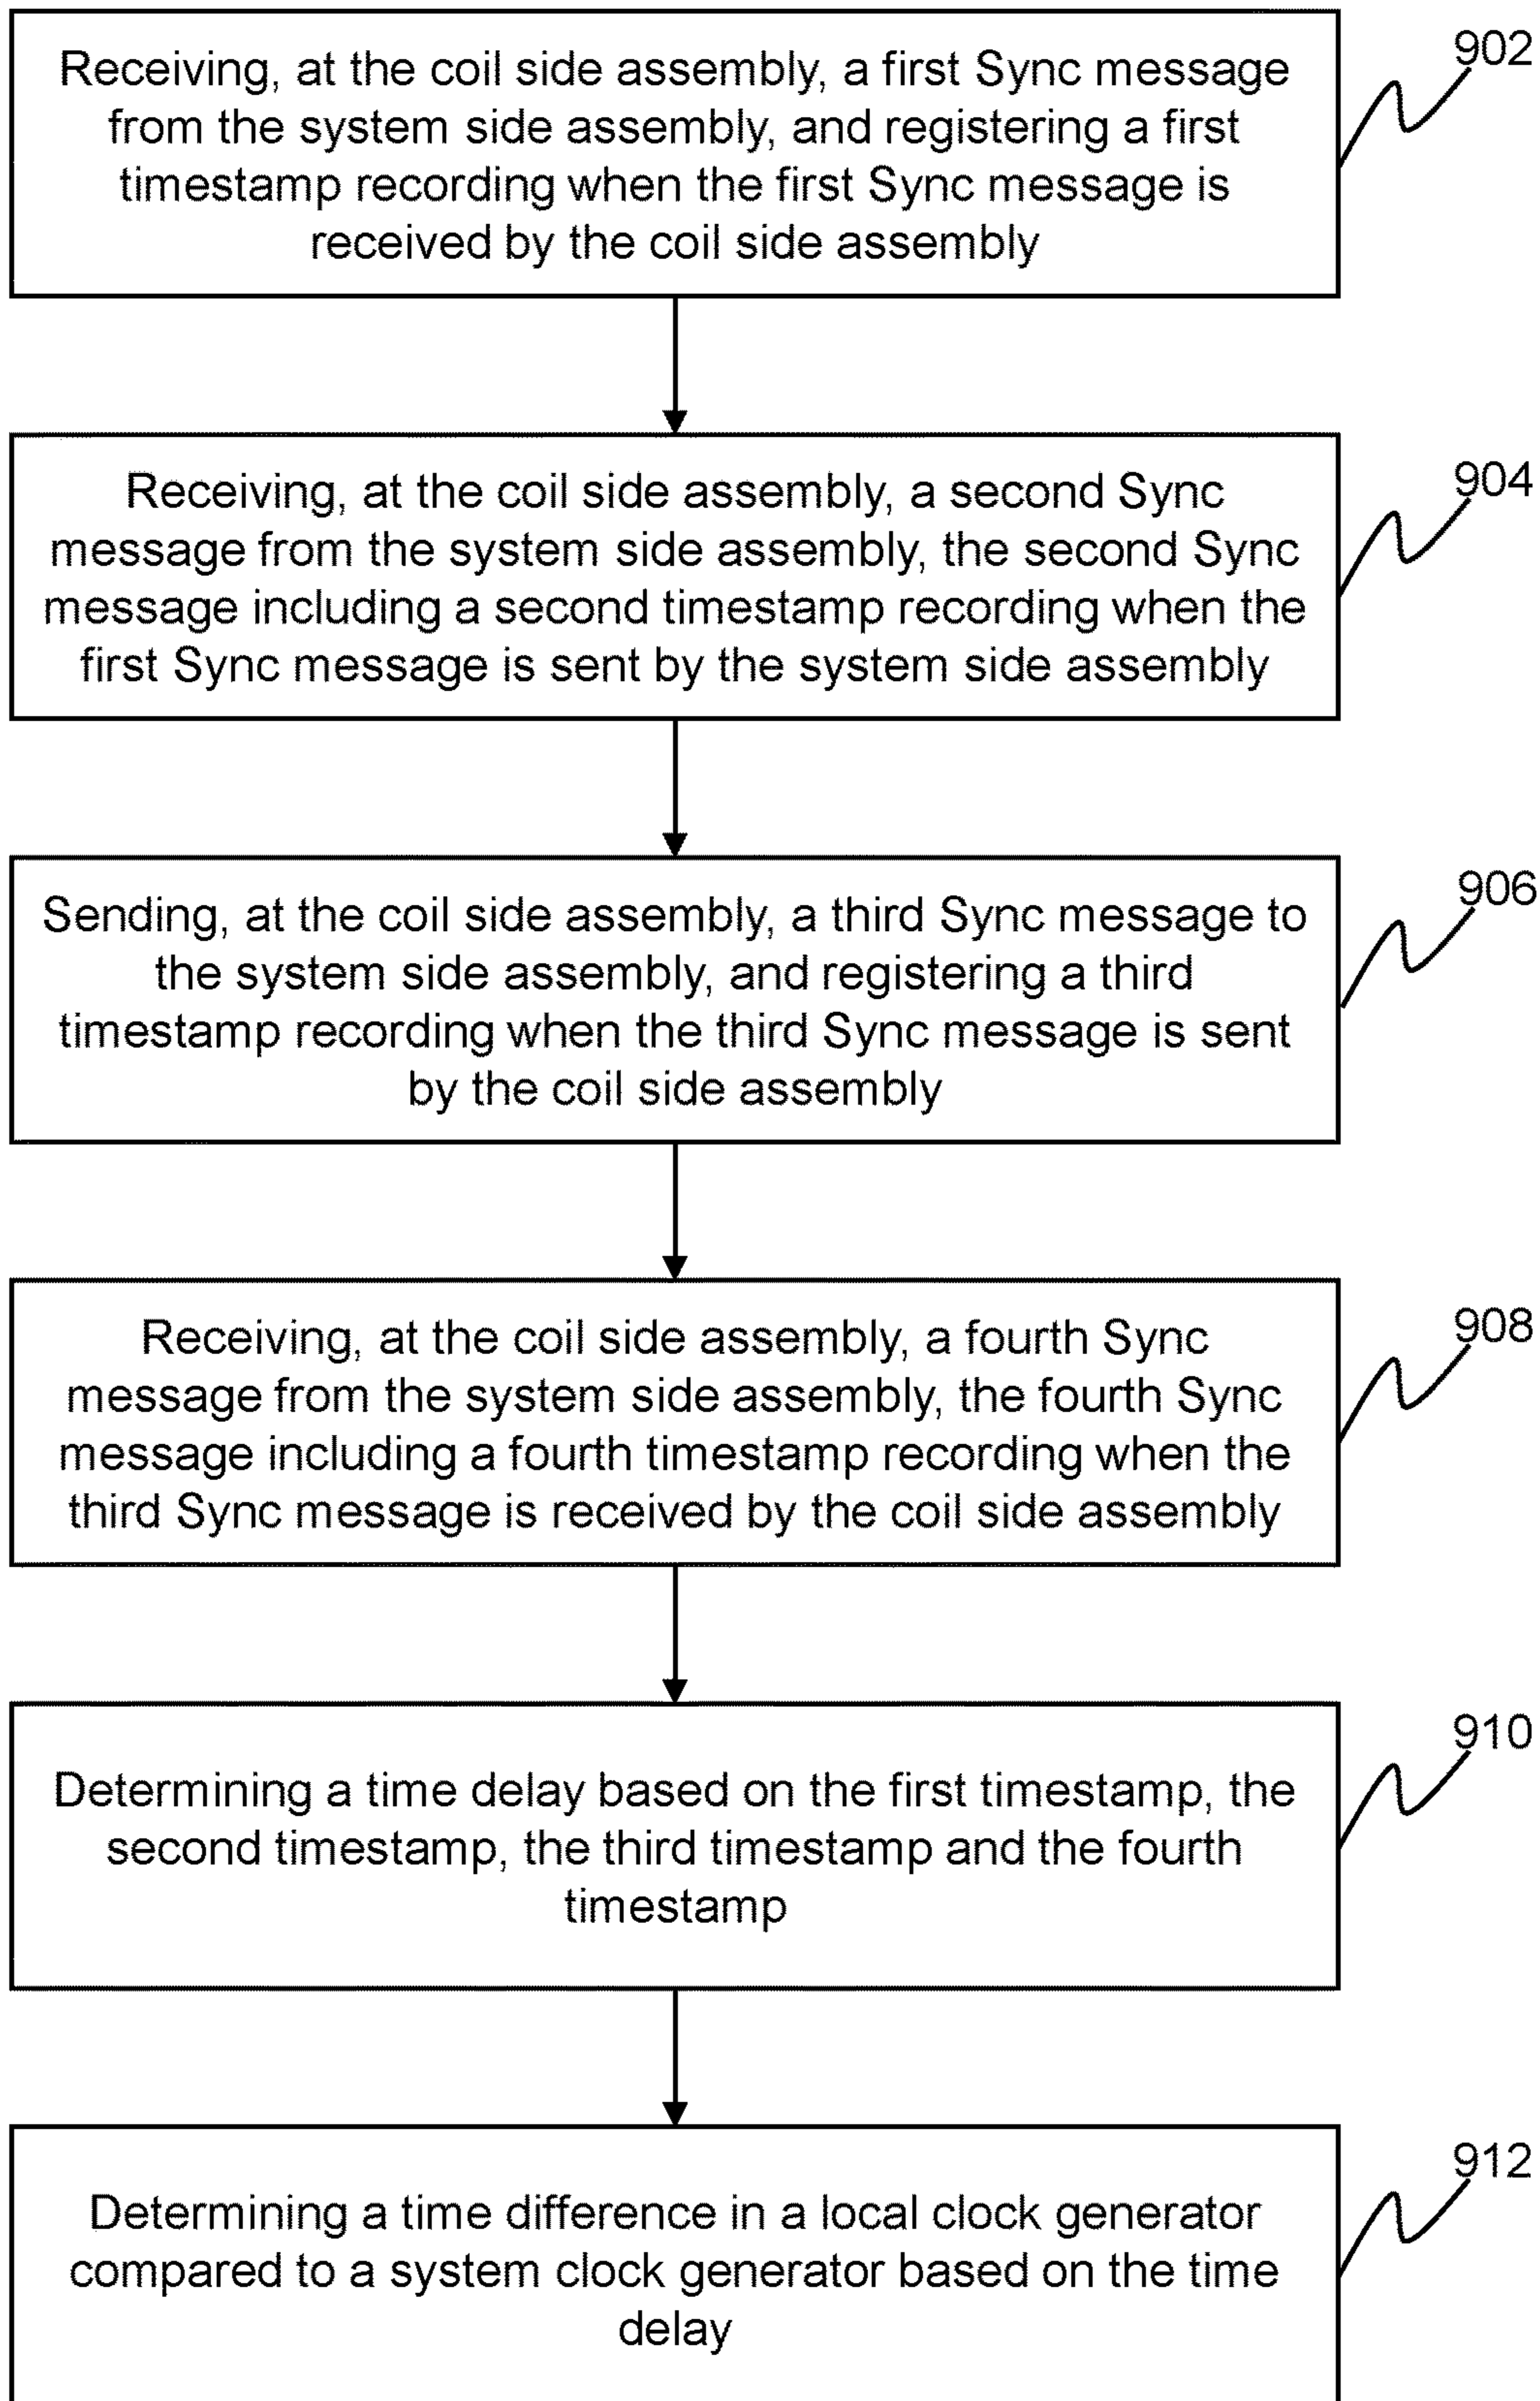 Receiving, at the coil side assembly, a first Sync message
from the system side assembly, and registering a first
timestamp recording when the first Sync message is
received by the coil side assembly
902
Receiving, at the coil side assembly, a second Sync
message from the system side assembly, the second Sync
message including a second timestamp recording when the
first Sync message is sent by the system side assembly
904
Sending, at the coil side assembly, a third Sync message to
the system side assembly, and registering a third
timestamp recording when the third Sync message is sent
by the coil side assembly
906
Receiving, at the coil side assembly, a fourth Sync
message from the system side assembly, the fourth Sync
message including a fourth timestamp recording when the
third Sync message is received by the coil side assembly
908
Determining a time delay based on the first timestamp, the
second timestamp, the third timestamp and the fourth
timestamp
910
Determining a time difference in a local clock generator
compared to a system clock generator based on the time
delay
912